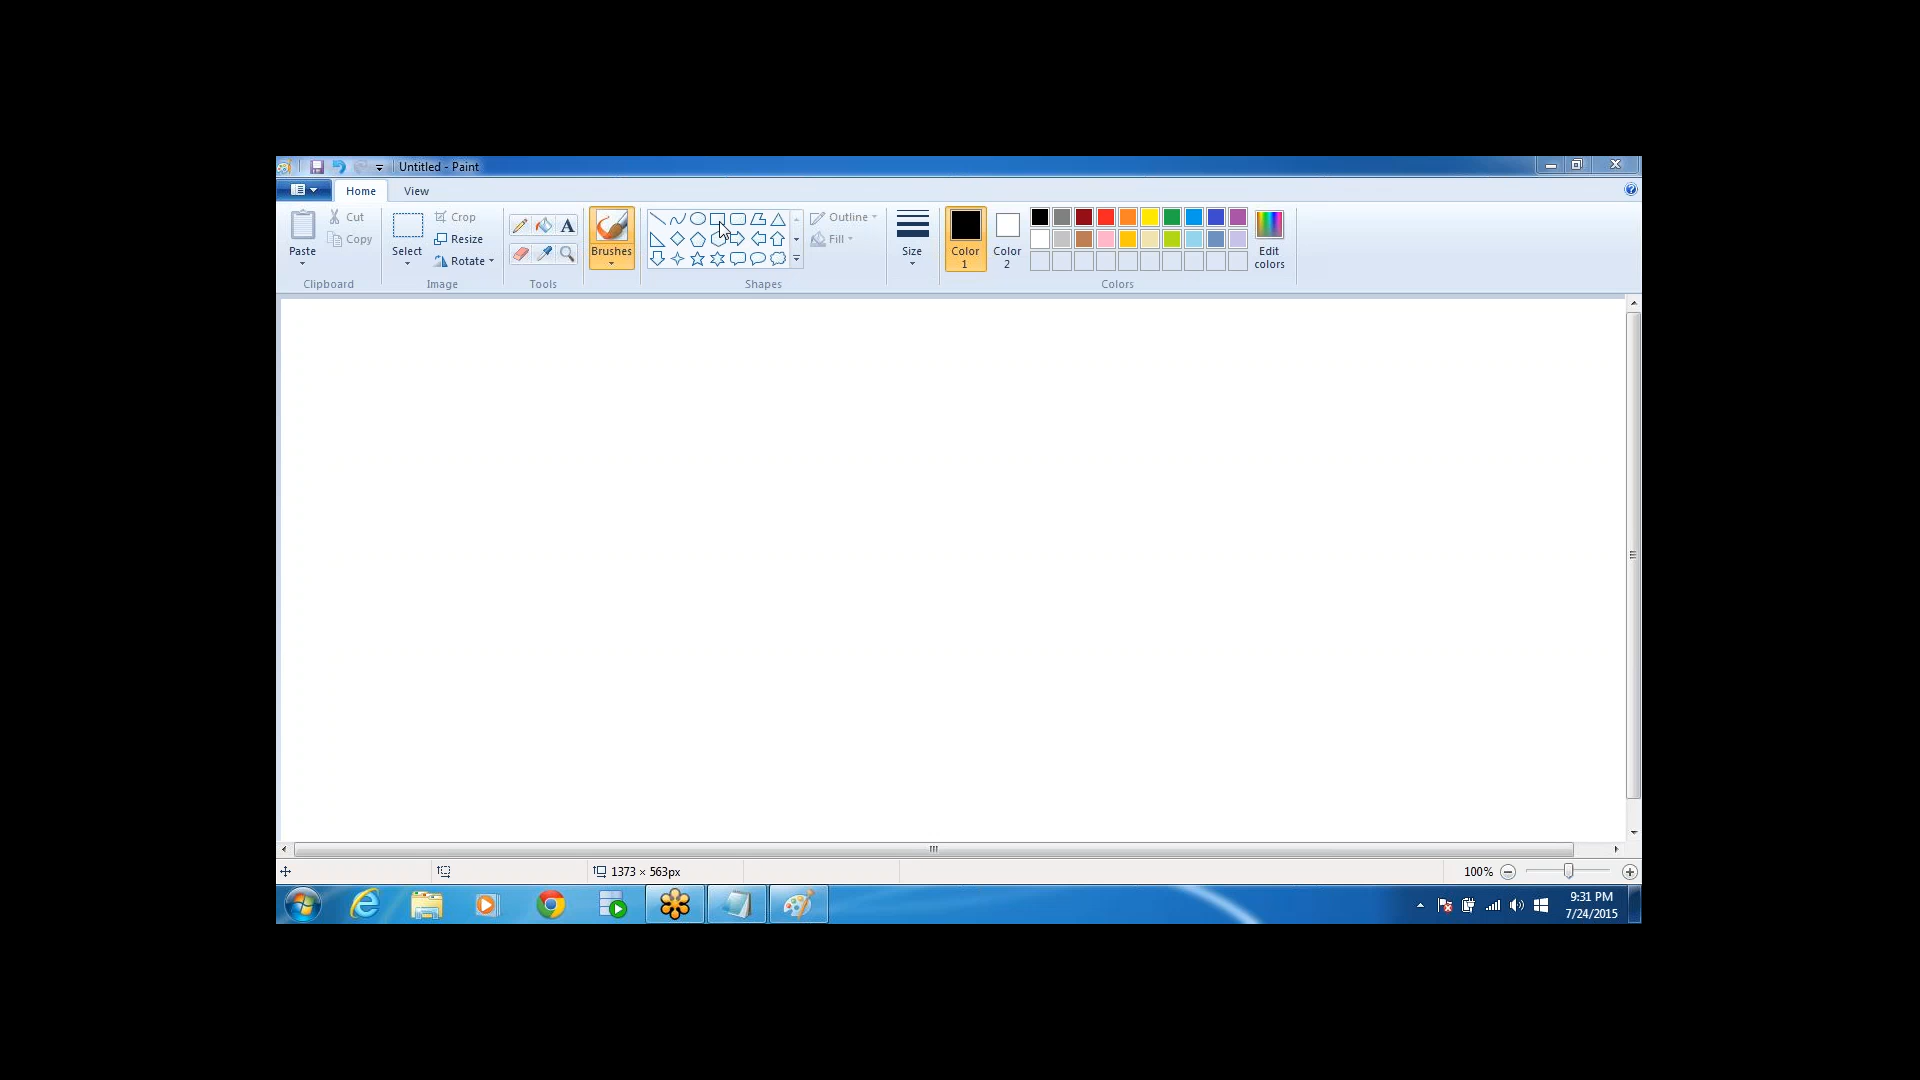 Untitled - Paint
Home View
Cut
Copy
Paste
Clipboard
Select
Crop
Resize
Rotate
Image
A
Tools
Brushes
Outline
Fill
Shapes
Size
Color 1
Color 2
Edit colors
Colors
1373 × 563px
100%
9:31 PM
7/24/2015